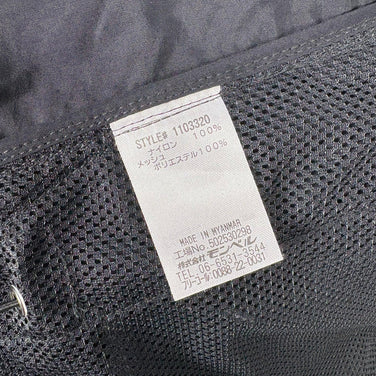 STYLE# 1103320
ナイロン 100%
メッシュ
ポリエステル100%
MADE IN MYANMAR
工場No 502530298
株式会社モンベル
TEL. 06-6531-3544
フリーコール 0088-22-0031